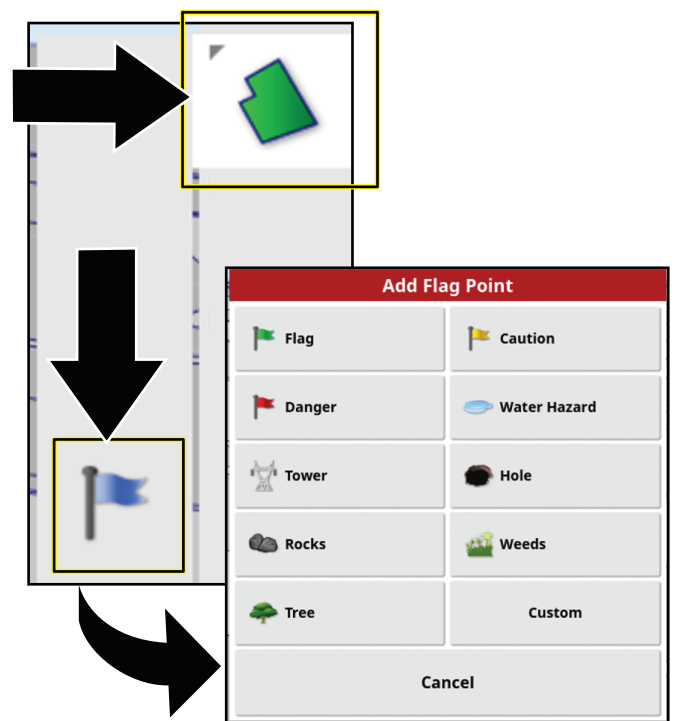 Add Flag Point
Flag
Caution
Danger
Water Hazard
Tower
Hole
Rocks
Weeds
Tree
Custom
Cancel